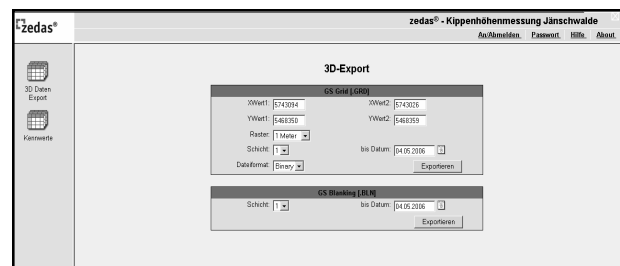 zedas®
zedas® - Kippenhöhenmessung Jänschwalde
An/Abmelden Passwort Hilfe About
3D Daten
Export
Kennwerte
3D-Export
GS Grid [.GRD]
XWert1: 5743094 XWert2: 5743026
YWert1: 5468350 YWert2: 5468359
Raster: 1 Meter
Schicht: 1 bis Datum: 04.05.2006
Dateiformat: Binary Exportieren
GS Blanking [.BLN]
Schicht: 1 bis Datum: 04.05.2006
Exportieren